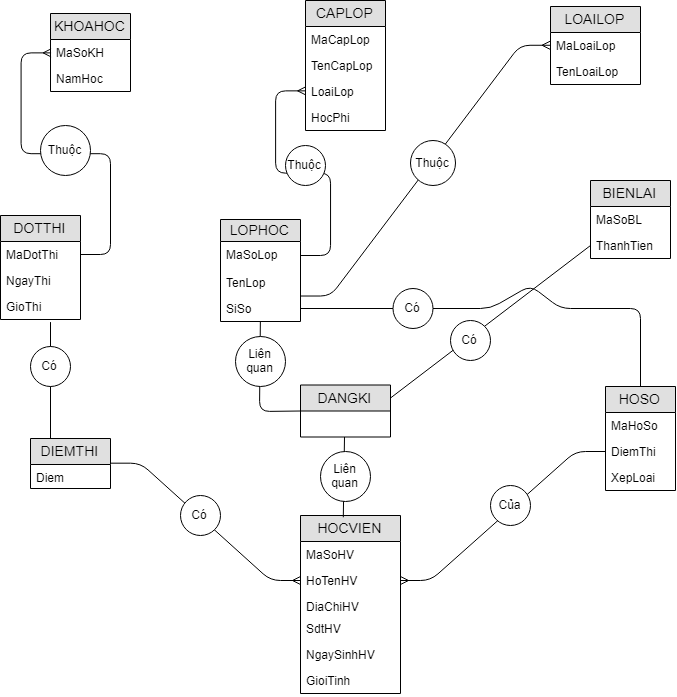 KHOAHOC
MaSoKH
NamHoc
CAPLOP
MaCapLop
TenCapLop
LoaiLop
HocPhi
LOAILOP
MaLoaiLop
TenLoaiLop
Thuộc
Thuộc
Thuộc
BIENLAI
MaSoBL
ThanhTien
DOTTHI
MaDotThi
NgayThi
GioThi
LOPHOC
MaSoLop
TenLop
SiSo
Có
Có
Liên
quan
Có
DANGKI
HOSO
MaHoSo
DiemThi
XepLoai
DIEMTHI
Diem
Liên
quan
Có
Của
HOCVIEN
MaSoHV
HoTenHV
DiaChiHV
SdtHV
NgaySinhHV
GioiTinh